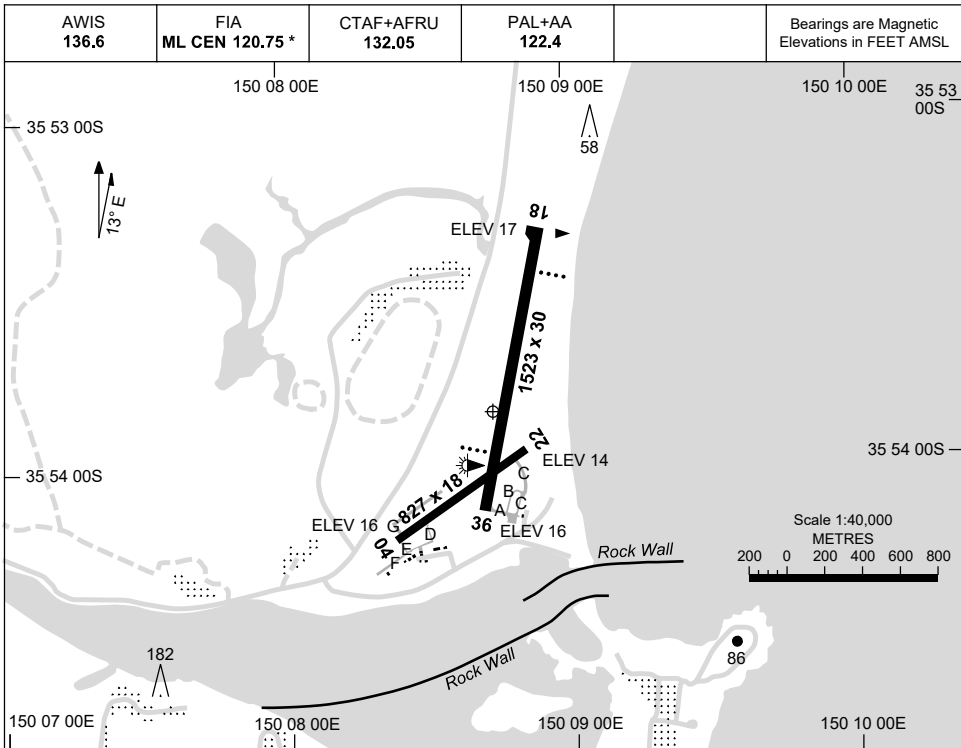 AWIS
136.6
FIA
ML CEN 120.75 *
CTAF+AFRU
132.05
PAL+AA
122.4
Bearings are Magnetic
Elevations in FEET AMSL
150 08 00E
150 09 00E
150 10 00E
35 53
00S
35 53 00S
58
13° E
18
ELEV 17
1523 x 30
22
35 54 00S
ELEV 14
35 54 00S
C
827 x 18
B
C
A
G
ELEV 16
36
ELEV 16
D
04
E
F
Scale 1:40,000
METRES
200 0 200 400 600 800
Rock Wall
Rock Wall
182
86
150 07 00E
150 08 00E
150 09 00E
150 10 00E